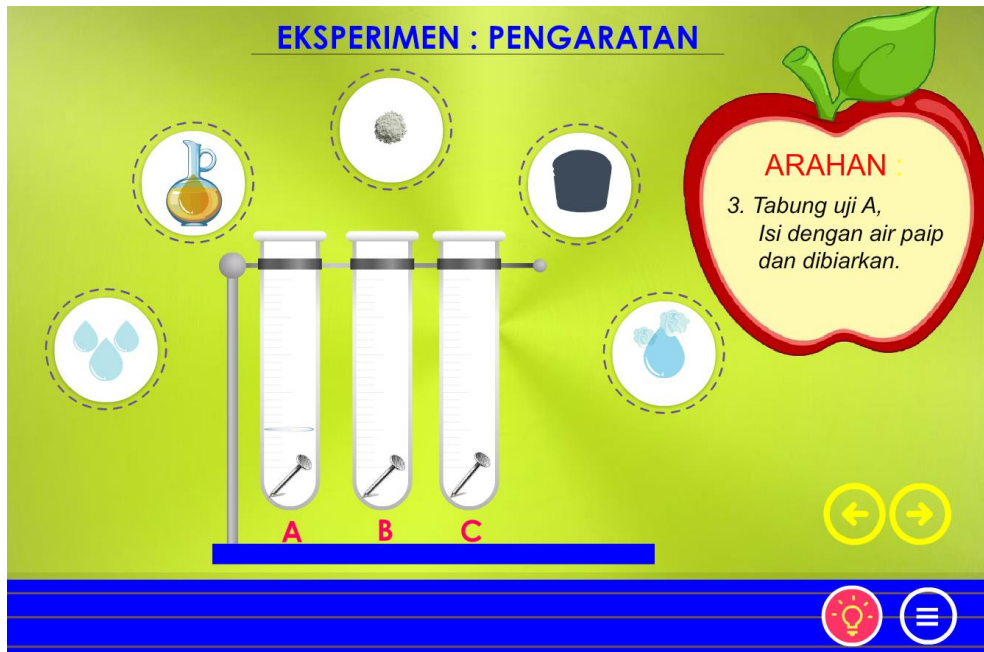 EKSPERIMEN : PENGARATAN
ARAHAN :
3. Tabung uji A,
Isi dengan air paip
dan dibiarkan.
A B C